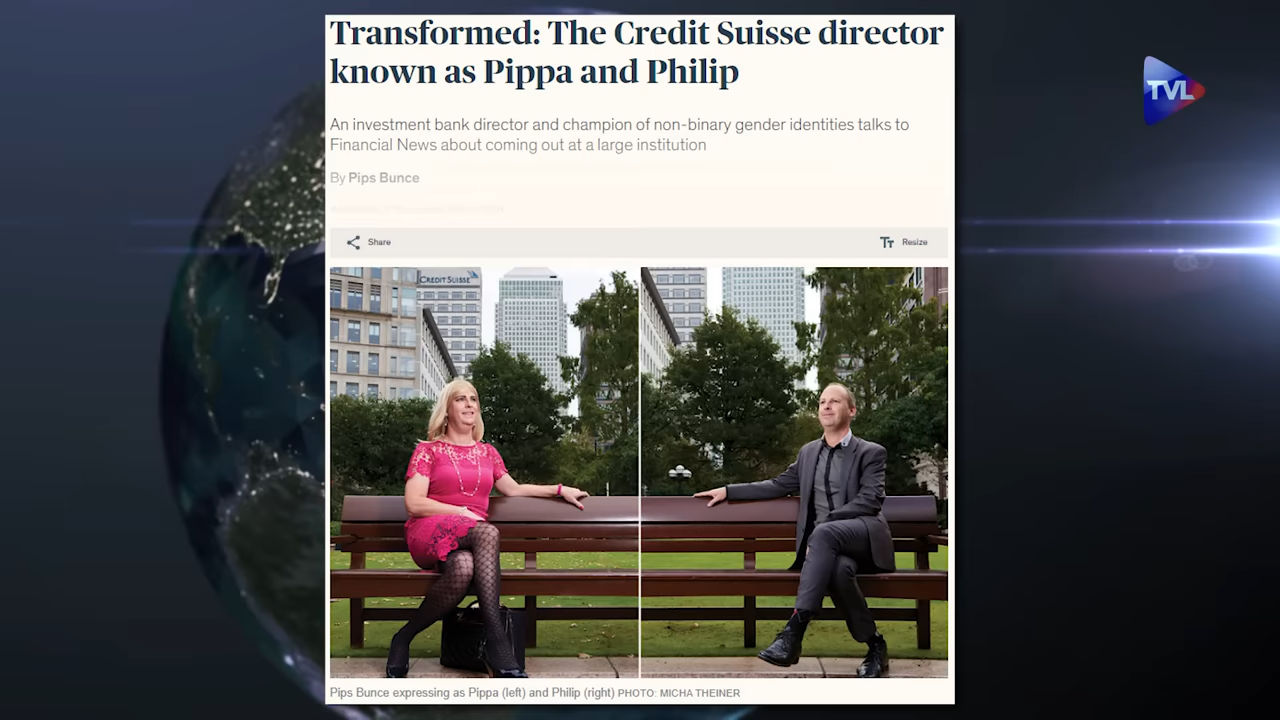 Transformed: The Credit Suisse director
known as Pippa and Philip
TVL
An investment bank director and champion of non-binary gender identities talks to
Financial News about coming out at a large institution
By Pips Bunce
Share
Resize
CREDIT SUISSE
Pips Bunce expressing as Pippa (left) and Philip (right) PHOTO: MICHA THEINER